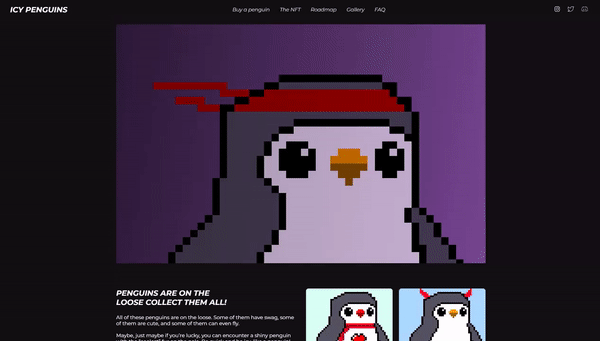 ICY PENGUINS
Buy a penguin The NFT Roadmap Gallery FAQ
PENGUINS ARE ON THE
LOOSE COLLECT THEM ALL!
All of these penguins are on the loose. Some of them have swag, some
of them are cute, and some of them can even fly.
Maybe, just maybe if you're lucky, you can encounter a shiny penguin